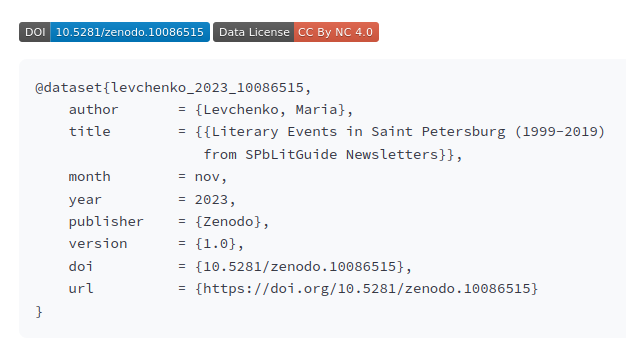 DOI 10.5281/zenodo.10086515 Data License CC By NC 4.0
@dataset{levchenko_2023_10086515,
    author       = {Levchenko, Maria},
    title        = {{Literary Events in Saint Petersburg (1999-2019)
                    from SPbLitGuide Newsletters}},
    month        = nov,
    year         = 2023,
    publisher    = {Zenodo},
    version      = {1.0},
    doi          = {10.5281/zenodo.10086515},
    url          = {https://doi.org/10.5281/zenodo.10086515}
}